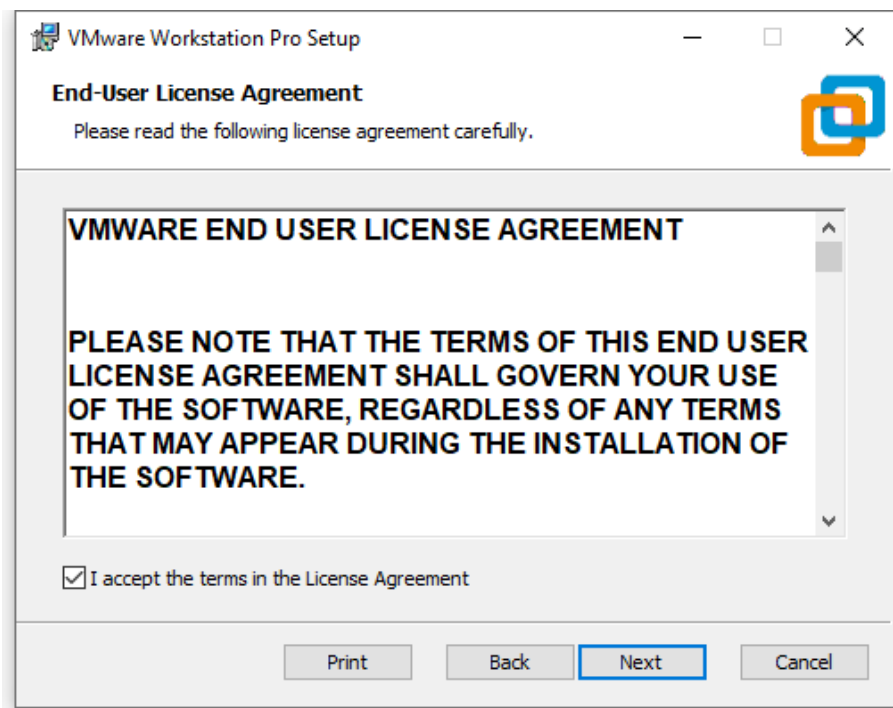 VMware Workstation Pro Setup
End-User License Agreement
Please read the following license agreement carefully.
VMWARE END USER LICENSE AGREEMENT
PLEASE NOTE THAT THE TERMS OF THIS END USER
LICENSE AGREEMENT SHALL GOVERN YOUR USE
OF THE SOFTWARE, REGARDLESS OF ANY TERMS
THAT MAY APPEAR DURING THE INSTALLATION OF
THE SOFTWARE.
I accept the terms in the License Agreement
Print Back Next Cancel